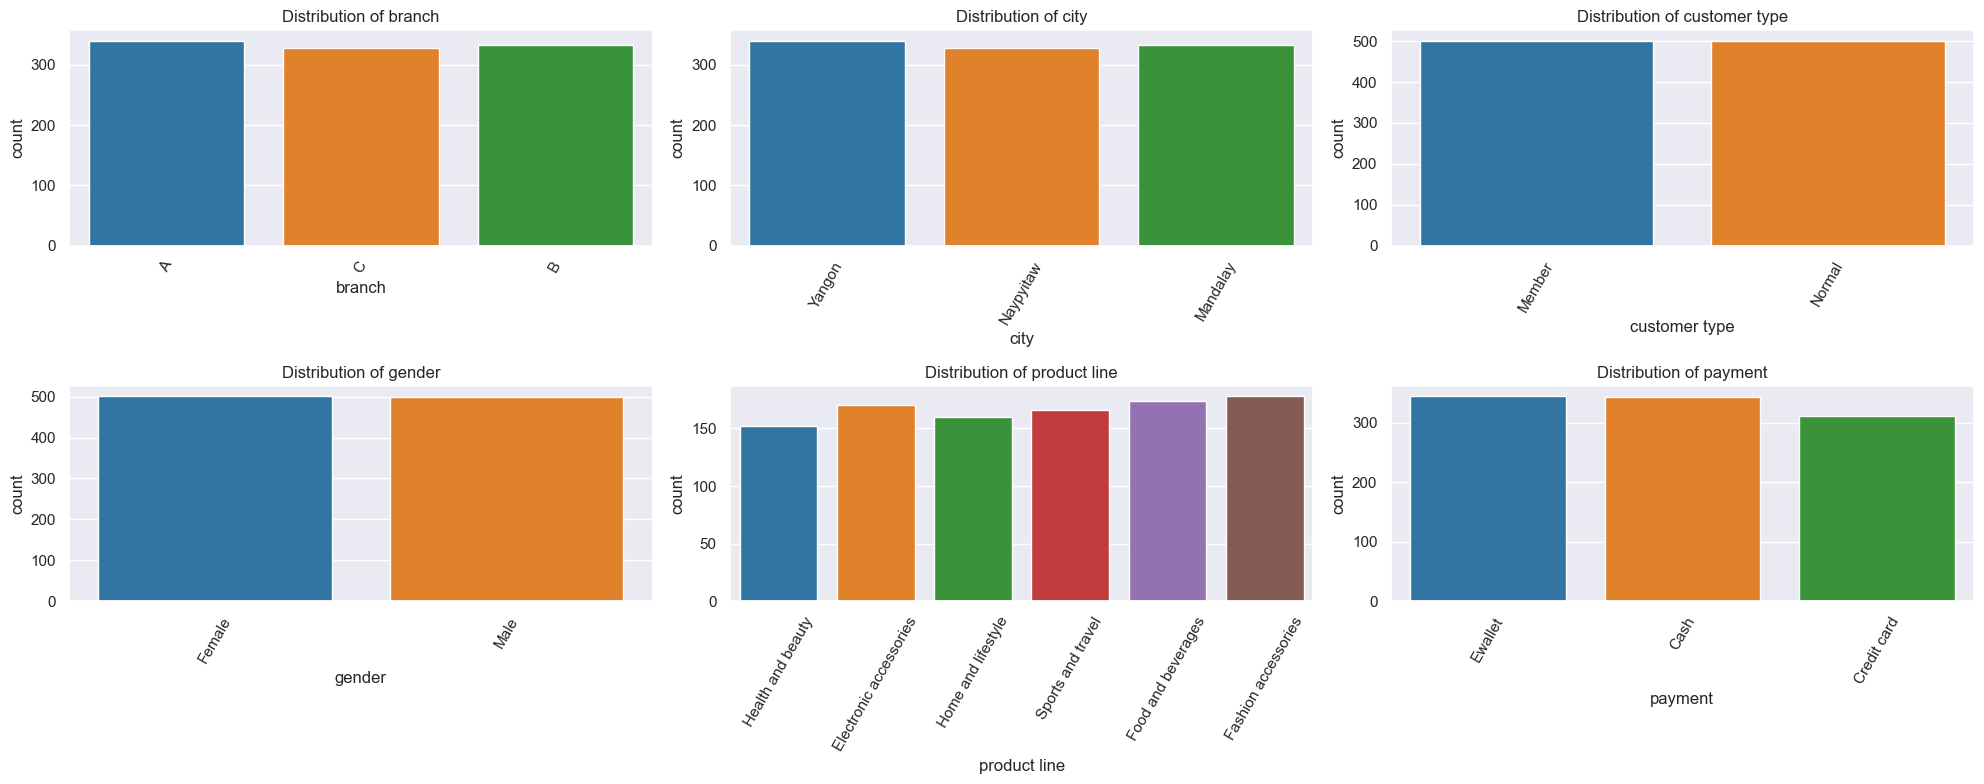 Distribution of branch
count
300
200
100
0
A
C
B
branch
Distribution of city
count
300
200
100
0
Yangon
Naypyitaw
Mandalay
city
Distribution of customer type
count
500
400
300
200
100
0
Member
Normal
customer type
Distribution of gender
count
500
400
300
200
100
0
Female
Male
gender
Distribution of product line
count
150
100
50
0
Health and beauty
Electronic accessories
Home and lifestyle
Sports and travel
Food and beverages
Fashion accessories
product line
Distribution of payment
count
300
200
100
0
Ewallet
Cash
Credit card
payment